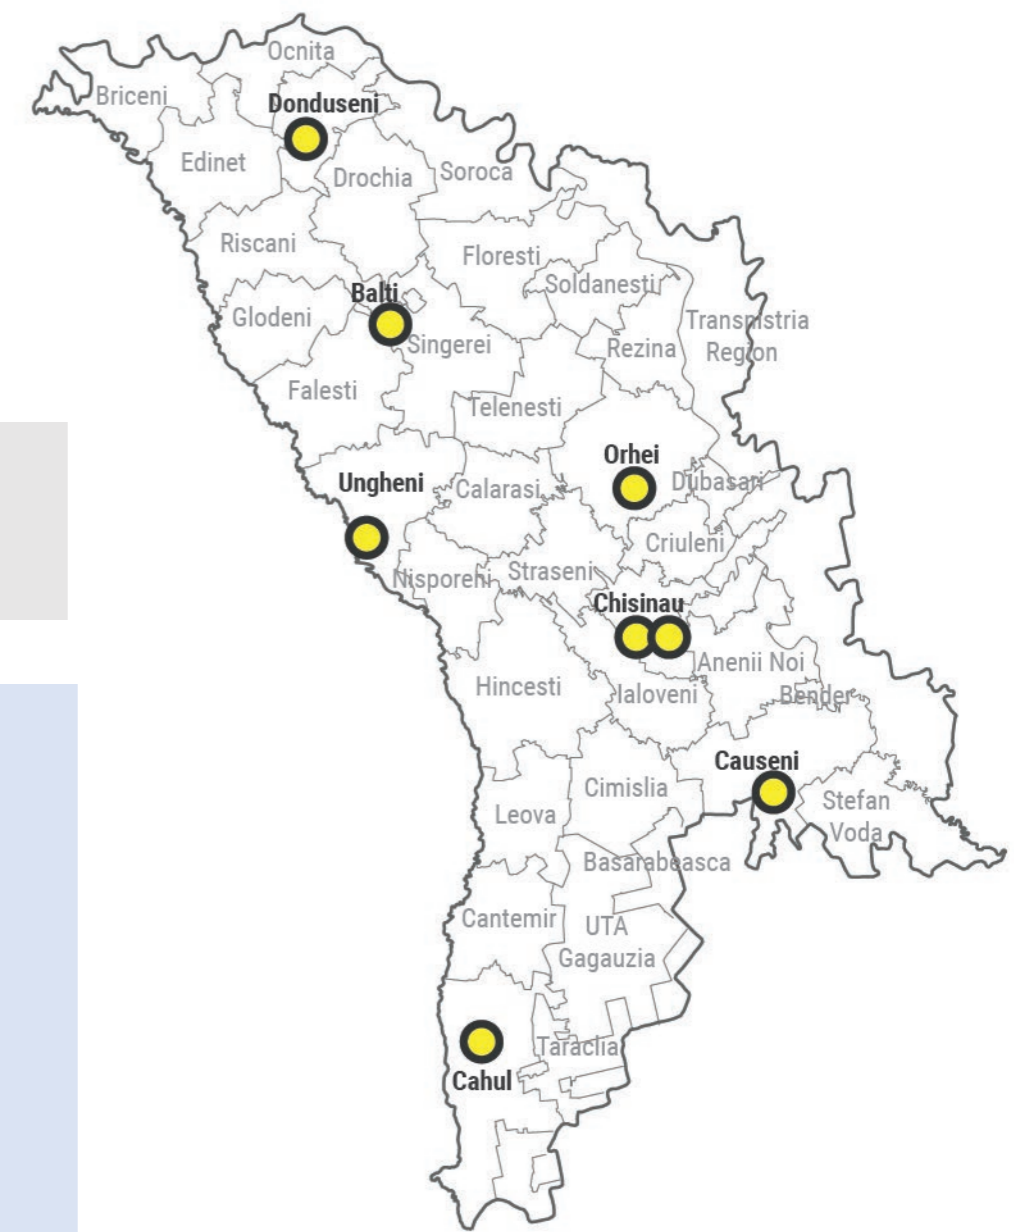 Ocnita
Briceni
Donduseni
Edinet
Drochia
Soroca
Riscani
Floresti
Soldanesti
Balti
Glodeni
Singerei
Rezina
Transnistria
Region
Falesti
Telenesti
Orhei
Ungheni
Calarasi
Dubasari
Criuleni
Nisporeni
Straseni
Chisinau
Anenii Noi
Hincesti
Ialoveni
Bender
Causeni
Cimislia
Leova
Stefan
Voda
Basarabeasca
Cantemir
UTA
Gagauzia
Taraclia
Cahul